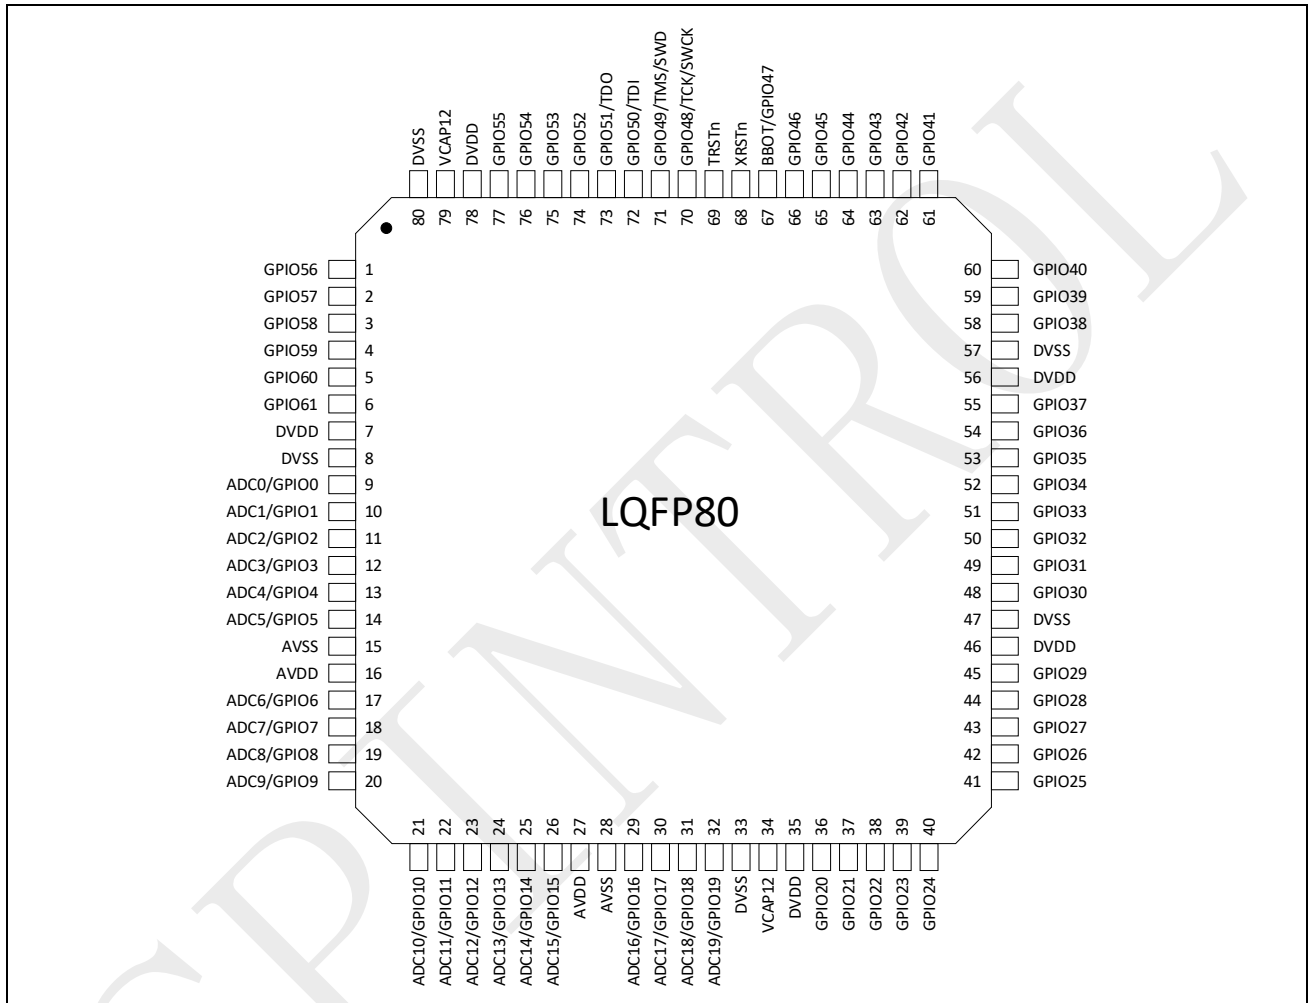 DVSS
VCAP12
DVDD
GPIO55
GPIO54
GPIO53
GPIO52
GPIO51/TDO
GPIO50/TDI
GPIO49/TMS/SWD
GPIO48/TCK/SWCK
TRSTn
XRSTn
BBOT/GPIO47
GPIO46
GPIO45
GPIO44
GPIO43
GPIO42
GPIO41
80 79 78 77 76 75 74 73 72 71 70 69 68 67 66 65 64 63 62 61
GPIO56 1 60 GPIO40
GPIO57 2 59 GPIO39
GPIO58 3 58 GPIO38
GPIO59 4 57 DVSS
GPIO60 5 56 DVDD
GPIO61 6 55 GPIO37
DVDD 7 54 GPIO36
DVSS 8 53 GPIO35
ADC0/GPIO0 9 52 GPIO34
ADC1/GPIO1 10 51 GPIO33
LQFP80
ADC2/GPIO2 11 50 GPIO32
ADC3/GPIO3 12 49 GPIO31
ADC4/GPIO4 13 48 GPIO30
ADC5/GPIO5 14 47 DVSS
AVSS 15 46 DVDD
AVDD 16 45 GPIO29
ADC6/GPIO6 17 44 GPIO28
ADC7/GPIO7 18 43 GPIO27
ADC8/GPIO8 19 42 GPIO26
ADC9/GPIO9 20 41 GPIO25
21 22 23 24 25 26 27 28 29 30 31 32 33 34 35 36 37 38 39 40
ADC10/GPIO10
ADC11/GPIO11
ADC12/GPIO12
ADC13/GPIO13
ADC14/GPIO14
ADC15/GPIO15
AVDD
AVSS
ADC16/GPIO16
ADC17/GPIO17
ADC18/GPIO18
ADC19/GPIO19
DVSS
VCAP12
DVDD
GPIO20
GPIO21
GPIO22
GPIO23
GPIO24
PINTROL